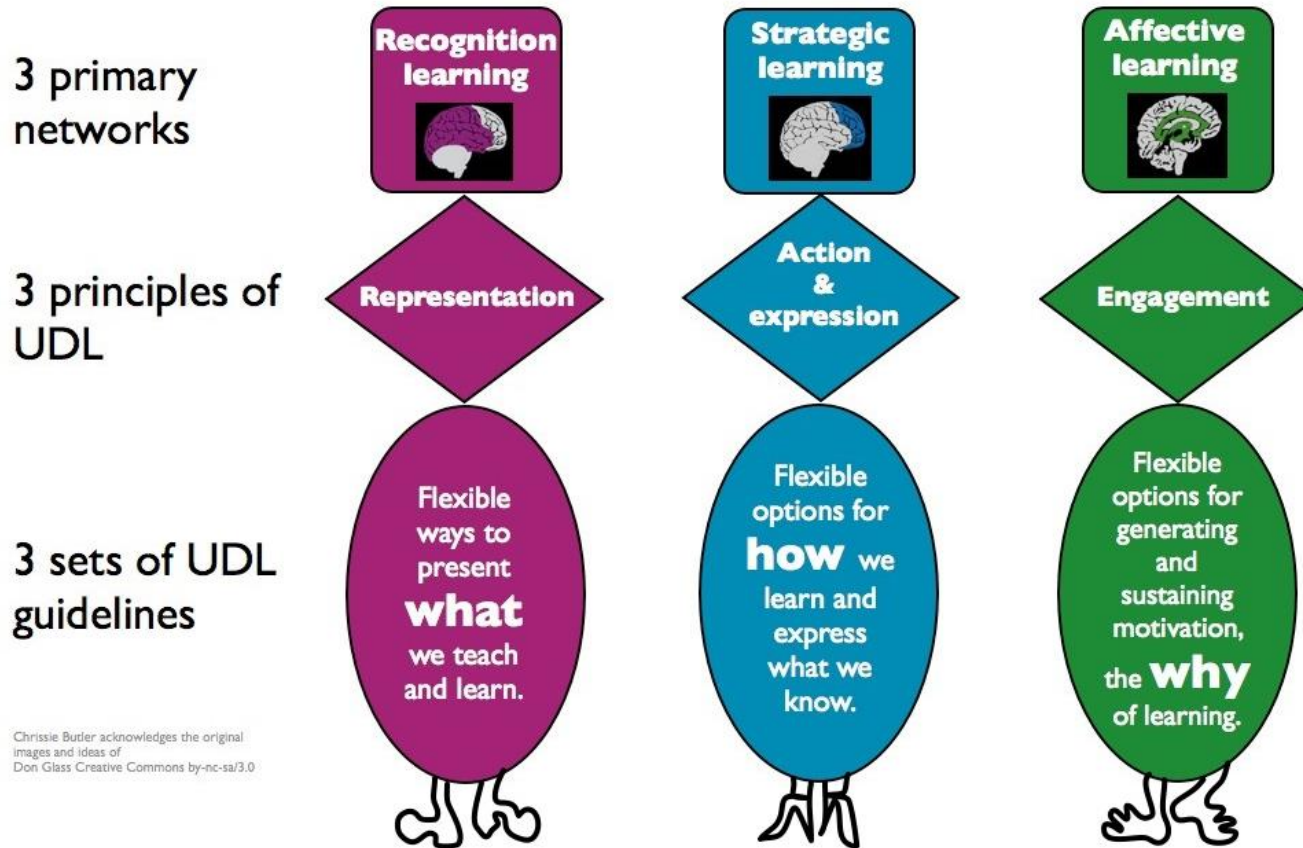 3 primary
networks
Recognition
learning
Strategic
learning
Affective
learning
3 principles of
UDL
Representation
Action
&
expression
Engagement
3 sets of UDL
guidelines
Flexible
ways to
present
what
we teach
and learn.
Flexible
options for
how we
learn and
express
what we
know.
Flexible
options for
generating
and
sustaining
motivation,
the why
of learning.
Chrissie Butler acknowledges the original
images and ideas of
Don Glass Creative Commons by-nc-sa/3.0